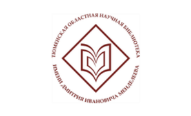 ТЮМЕНСКАЯ ОБЛАСТНАЯ НАУЧНАЯ БИБЛИОТЕКА
ИМЕНИ ДМИТРИЯ ИВАНОВИЧА МЕНДЕЛЕЕВА